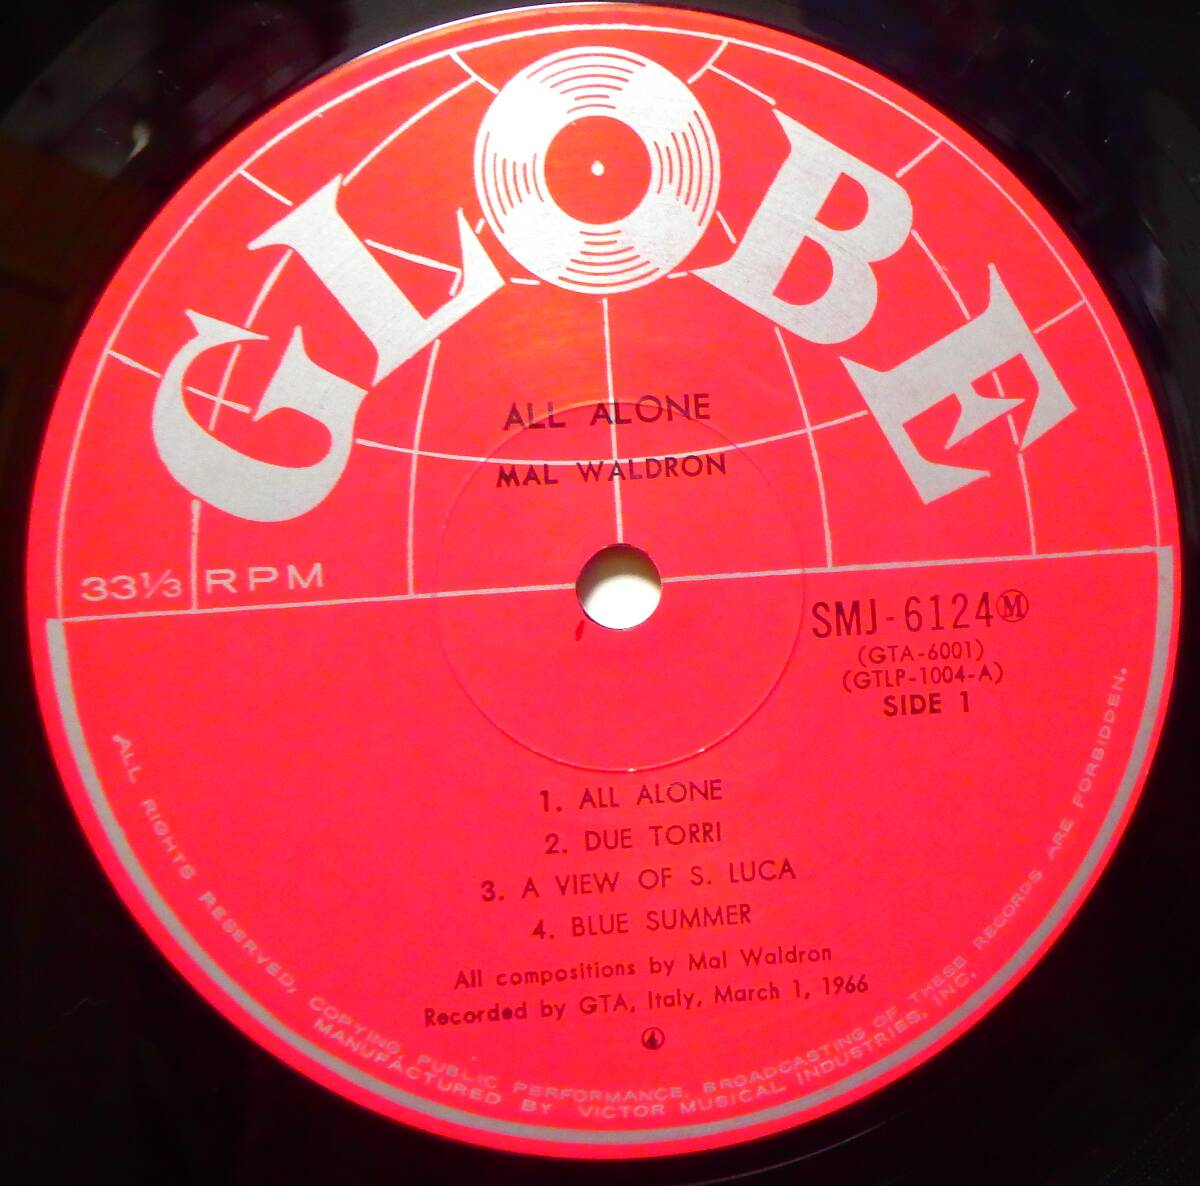 GLOBE
ALL ALONE
MAL WALDRON
33 1/3 RPM
SMJ-6124 Ⓜ
(GTA-6001)
(GTLP-1004-A)
SIDE 1
1. ALL ALONE
2. DUE TORRI
3. A VIEW OF S. LUCA
4. BLUE SUMMER
All compositions by Mal Waldron
Recorded by GTA, Italy, March 1, 1966
ALL RIGHTS RESERVED, COPYING, PUBLIC PERFORMANCE, BROADCASTING OF THESE RECORDS ARE FORBIDDEN.
MANUFACTURED BY VICTOR MUSICAL INDUSTRIES, INC.